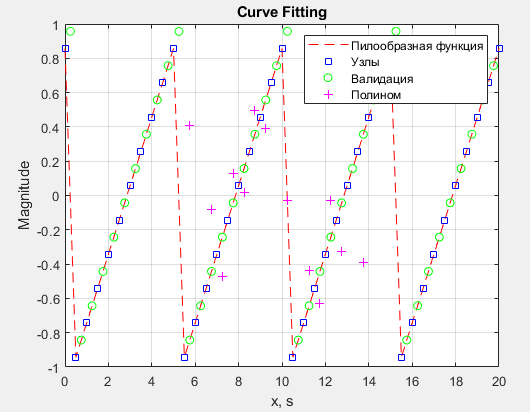 Curve Fitting
Пилообразная функция
Узлы
Валидация
Полином
Magnitude
1
0.8
0.6
0.4
0.2
0
-0.2
-0.4
-0.6
-0.8
-1
0 2 4 6 8 10 12 14 16 18 20
x, s